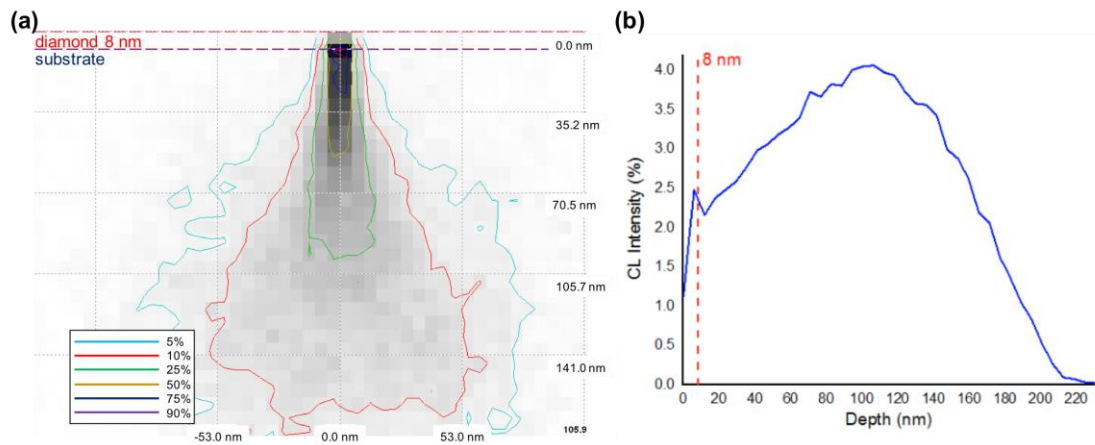 (a)
diamond 8 nm
substrate
0.0 nm
35.2 nm
70.5 nm
105.7 nm
141.0 nm
105.9
5%
10%
25%
50%
75%
90%
-53.0 nm
0.0 nm
53.0 nm
(b)
8 nm
CL Intensity (%)
4.0
3.5
3.0
2.5
2.0
1.5
1.0
0.5
0.0
0 20 40 60 80 100 120 140 160 180 200 220
Depth (nm)